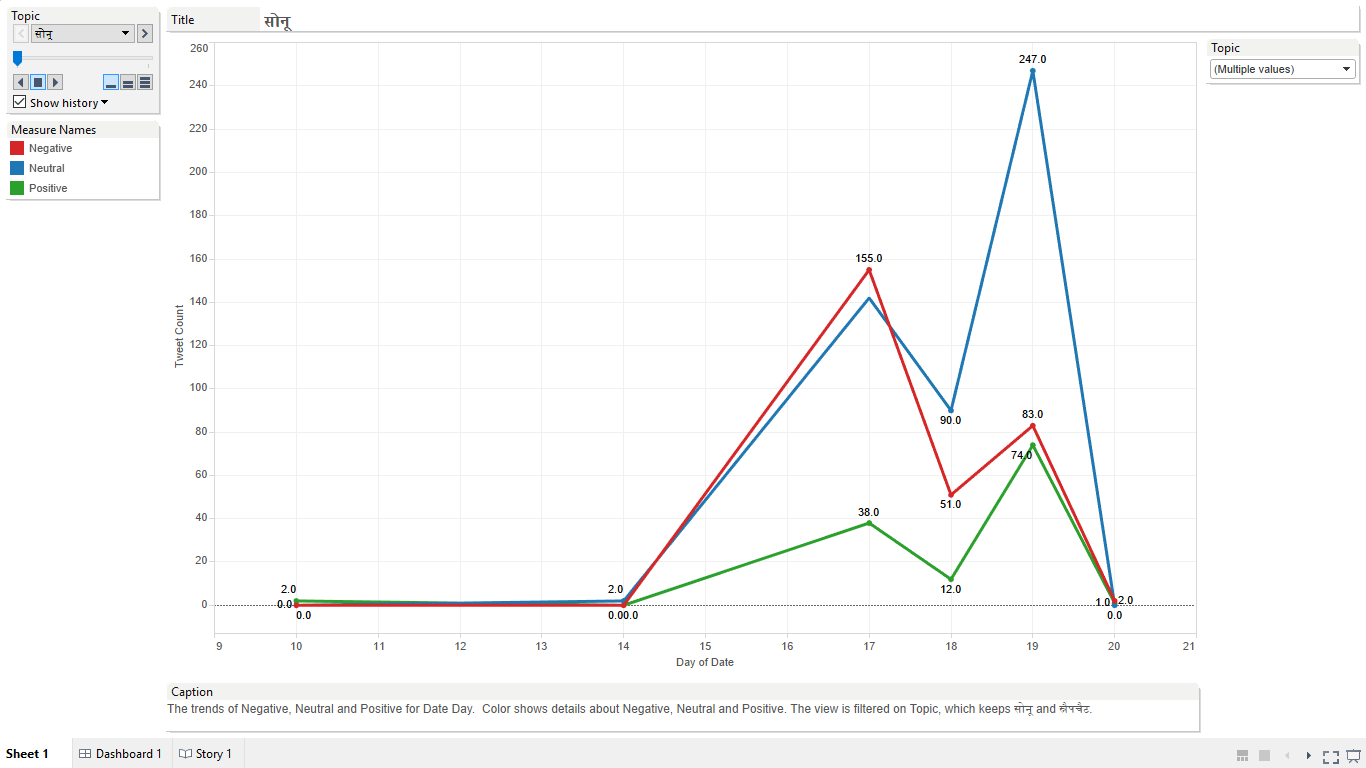 Topic
सोनू
Show history
Measure Names
Negative
Neutral
Positive
Title
सोनू
Topic
(Multiple values)
Tweet Count
260
240
220
200
180
160
140
120
100
80
60
40
20
0
247.0
155.0
90.0
83.0
74.0
51.0
38.0
12.0
2.0
0.0
0.0
2.0
0.00.0
1.0
2.0
0.0
9 10 11 12 13 14 15 16 17 18 19 20 21
Day of Date
Caption
The trends of Negative, Neutral and Positive for Date Day. Color shows details about Negative, Neutral and Positive. The view is filtered on Topic, which keeps सोनू and स्नैपचैट.
Sheet 1 Dashboard 1 Story 1